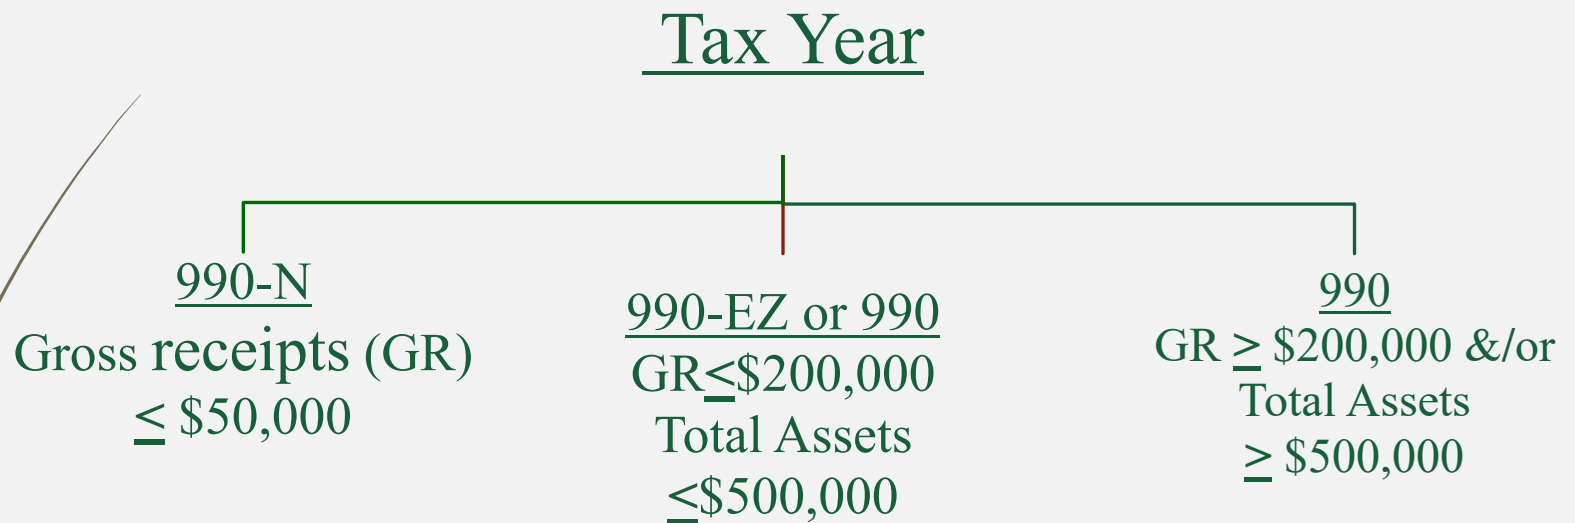 Tax Year
990-N
Gross receipts (GR)
≤ $50,000
990-EZ or 990
GR≤$200,000
Total Assets
≤$500,000
990
GR ≥ $200,000 &/or
Total Assets
≥ $500,000